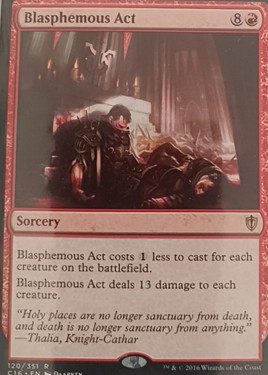 Blasphemous Act 8
Sorcery
Blasphemous Act costs 1 less to cast for each
creature on the battlefield.
Blasphemous Act deals 13 damage to each
creature.
“Holy places are no longer sanctuary from death,
and death is no sanctuary from anything.”
—Thalia, Knight-Cathar
120/351 R
C16 • EN DAARKEN
™ & © 2016 Wizards of the Coast